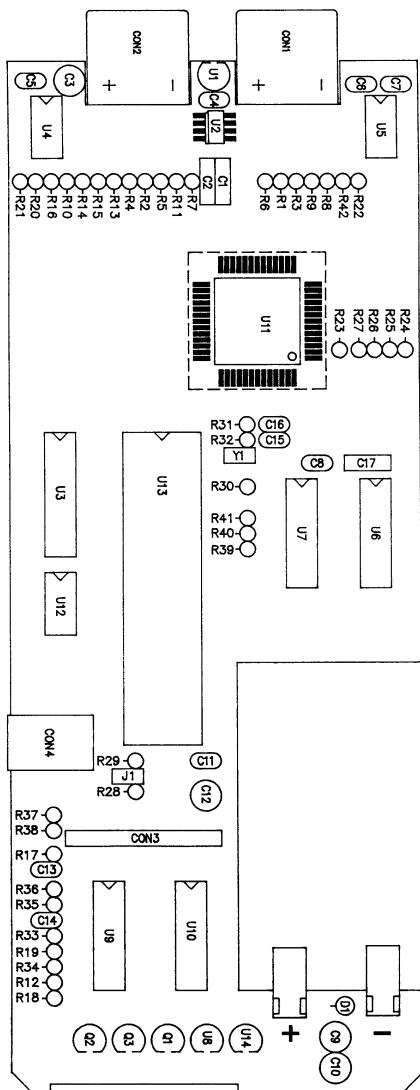 CON2
CON1
+
-
+
-
U1
C5
C3
C4
C6
C7
U4
U2
U5
C2
C1
R21
R20
R16
R10
R14
R15
R13
R4
R2
R5
R11
R7
R6
R1
R3
R9
R8
R42
R22
U11
R23
R27
R26
R25
R24
R31
C16
R32
C15
Y1
C8
C17
R30
U3
U13
U7
U6
R41
R40
R39
U12
CON4
R29
C11
J1
R28
C12
R37
R38
CON3
R17
C13
R36
R35
C14
U9
U10
R33
R19
R34
R12
R18
D1
+
-
Q2
Q3
Q1
U8
U14
C9
C10